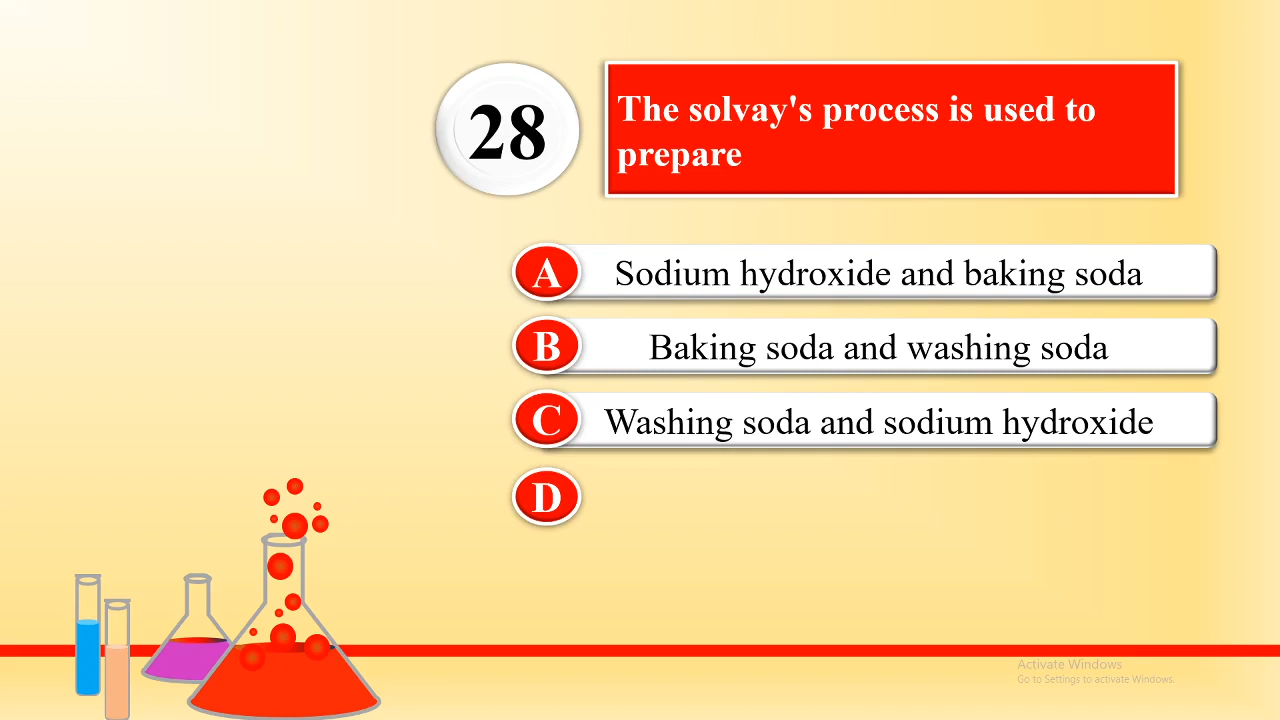 28
The solvay's process is used to
prepare
A Sodium hydroxide and baking soda
B Baking soda and washing soda
C Washing soda and sodium hydroxide
D
Activate Windows
Go to Settings to activate Windows.